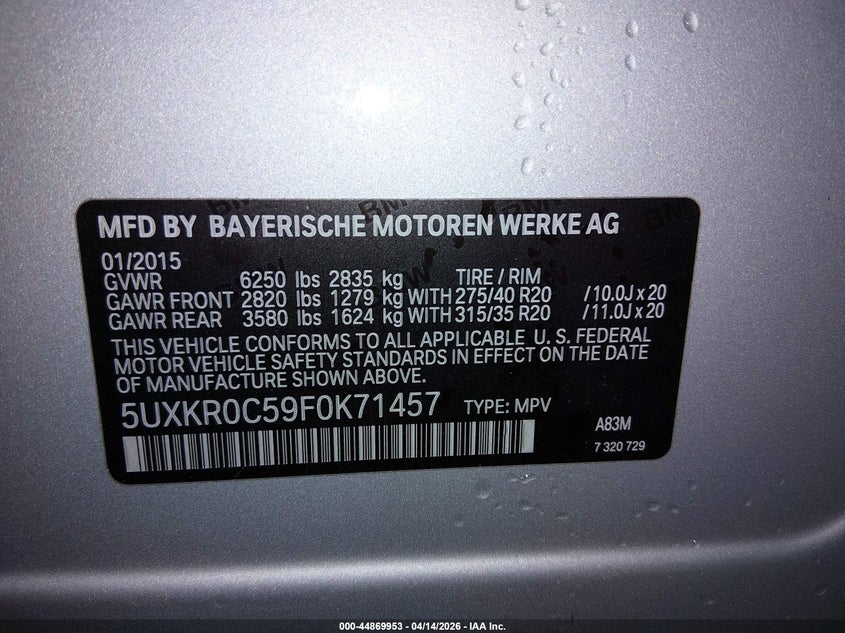 MFD BY BAYERISCHE MOTOREN WERKE AG
01/2015
GVWR 6250 lbs 2835 kg TIRE / RIM
GAWR FRONT 2820 lbs 1279 kg WITH 275/40 R20 /10.0J x 20
GAWR REAR 3580 lbs 1624 kg WITH 315/35 R20 /11.0J x 20
THIS VEHICLE CONFORMS TO ALL APPLICABLE U. S. FEDERAL
MOTOR VEHICLE SAFETY STANDARDS IN EFFECT ON THE DATE
OF MANUFACTURE SHOWN ABOVE.
5UXKR0C59F0K71457 TYPE: MPV
A83M
7 320 729
000-44869953 - 04/14/2026 - IAA Inc.